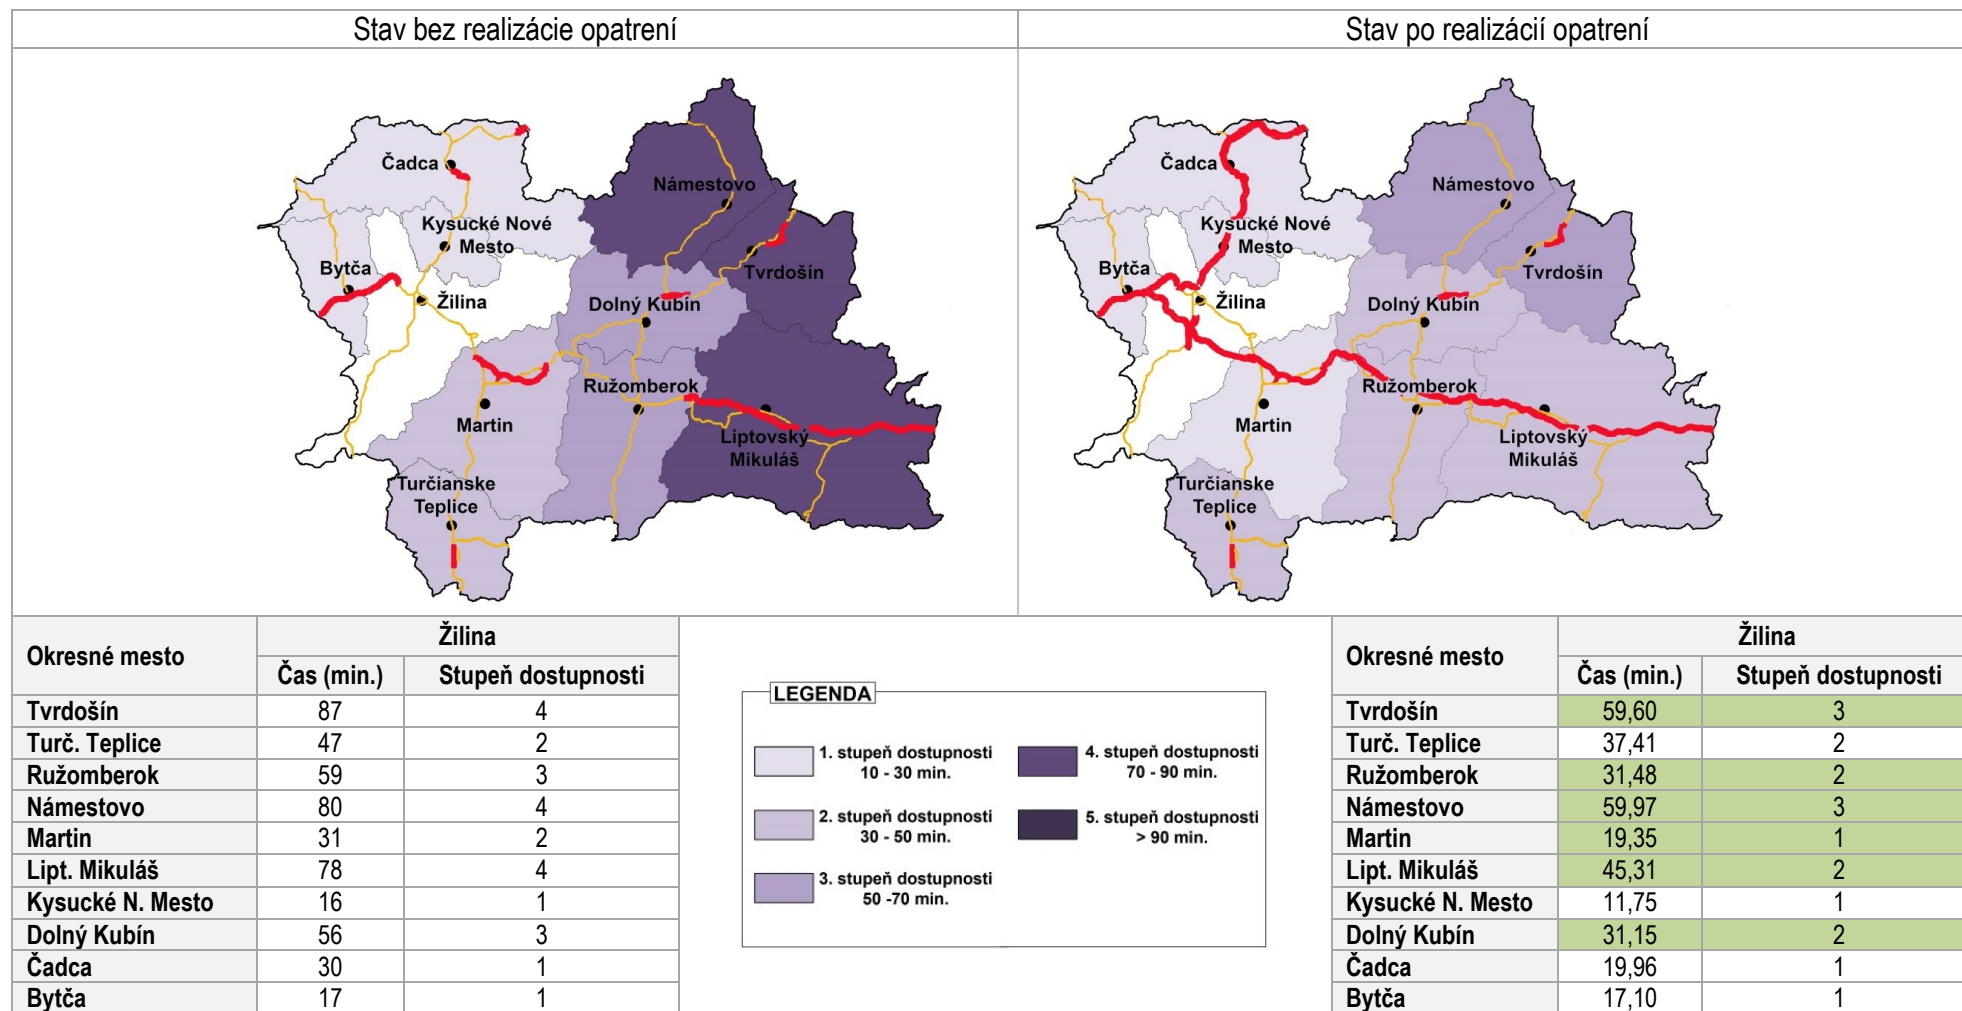 Stav bez realizácie opatrení
Stav po realizácií opatrení
Čadca
Námestovo
Kysucké Nové
Mesto
Bytča
Tvrdošín
Žilina
Dolný Kubín
Ružomberok
Martin
Liptovský
Mikuláš
Turčianske
Teplice
Čadca
Námestovo
Kysucké Nové
Mesto
Bytča
Tvrdošín
Žilina
Dolný Kubín
Ružomberok
Martin
Liptovský
Mikuláš
Turčianske
Teplice
Okresné mesto Žilina
Čas (min.) Stupeň dostupnosti
Tvrdošín 87 4
Turč. Teplice 47 2
Ružomberok 59 3
Námestovo 80 4
Martin 31 2
Lipt. Mikuláš 78 4
Kysucké N. Mesto 16 1
Dolný Kubín 56 3
Čadca 30 1
Bytča 17 1
LEGENDA
1. stupeň dostupnosti
10 - 30 min.
2. stupeň dostupnosti
30 - 50 min.
3. stupeň dostupnosti
50 -70 min.
4. stupeň dostupnosti
70 - 90 min.
5. stupeň dostupnosti
> 90 min.
Okresné mesto Žilina
Čas (min.) Stupeň dostupnosti
Tvrdošín 59,60 3
Turč. Teplice 37,41 2
Ružomberok 31,48 2
Námestovo 59,97 3
Martin 19,35 1
Lipt. Mikuláš 45,31 2
Kysucké N. Mesto 11,75 1
Dolný Kubín 31,15 2
Čadca 19,96 1
Bytča 17,10 1